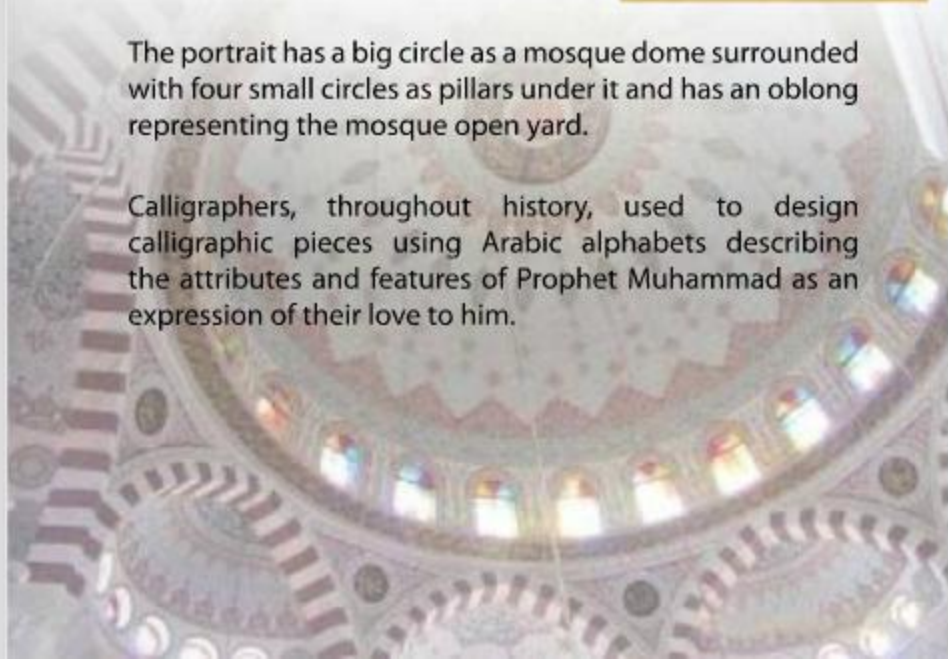 The portrait has a big circle as a mosque dome surrounded
with four small circles as pillars under it and has an oblong
representing the mosque open yard.
Calligraphers, throughout history, used to design
calligraphic pieces using Arabic alphabets describing
the attributes and features of Prophet Muhammad as an
expression of their love to him.